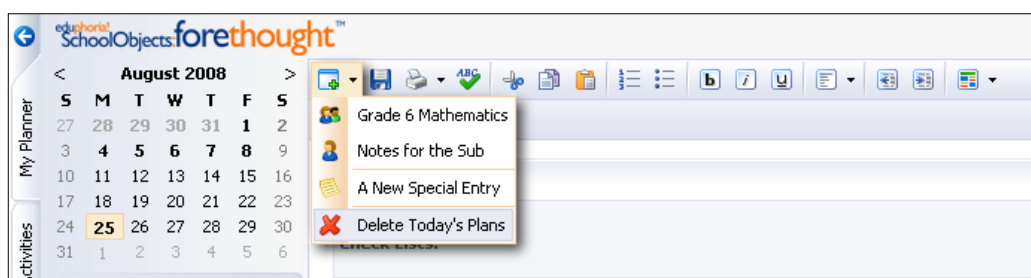 eduphoria!
SchoolObjects:forethought™
< August 2008 >
S M T W T F S
27 28 29 30 31 1 2
3 4 5 6 7 8 9
10 11 12 13 14 15 16
17 18 19 20 21 22 23
24 25 26 27 28 29 30
31 1 2 3 4 5 6
My Planner
ctivities
ABC
b i u
Grade 6 Mathematics
Notes for the Sub
A New Special Entry
Delete Today's Plans
Check Lists: